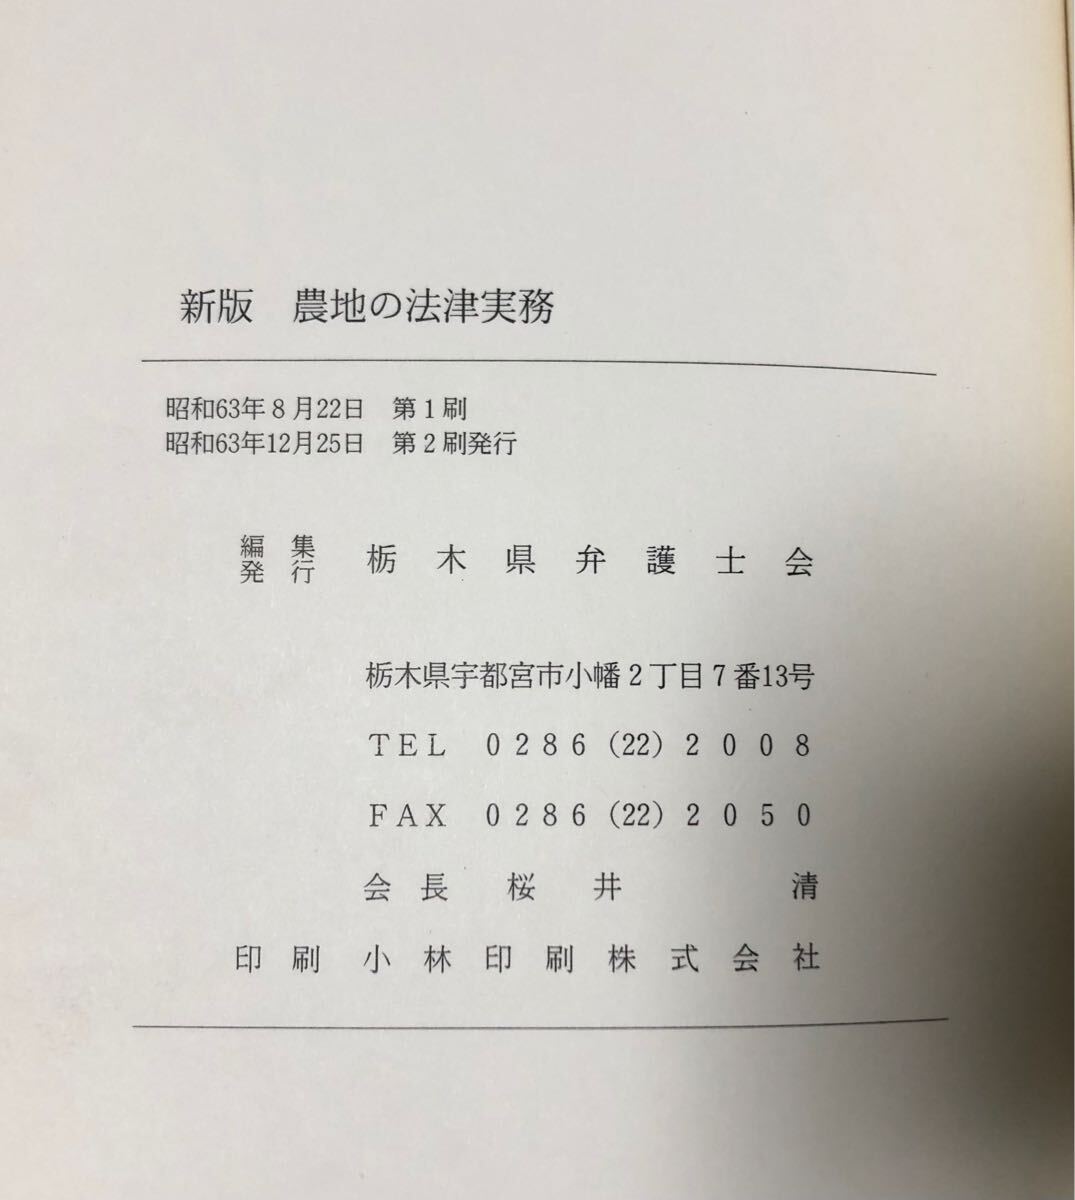 新版　農地の法津実務
昭和63年8月22日　第1刷
昭和63年12月25日　第2刷発行
編集
発行　栃木県弁護士会
栃木県宇都宮市小幡2丁目7番13号
TEL　0286(22)2008
FAX　0286(22)2050
会長　桜井　清
印刷　小林印刷株式会社